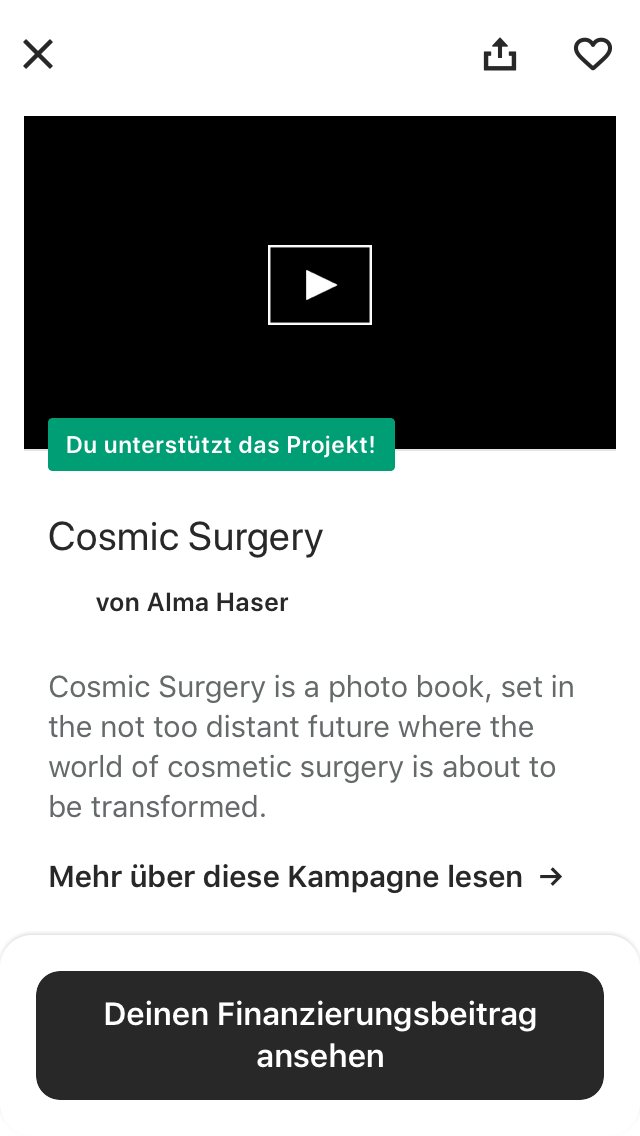 Du unterstützt das Projekt!
Cosmic Surgery
von Alma Haser
Cosmic Surgery is a photo book, set in
the not too distant future where the
world of cosmetic surgery is about to
be transformed.
Mehr über diese Kampagne lesen →
Deinen Finanzierungsbeitrag
ansehen